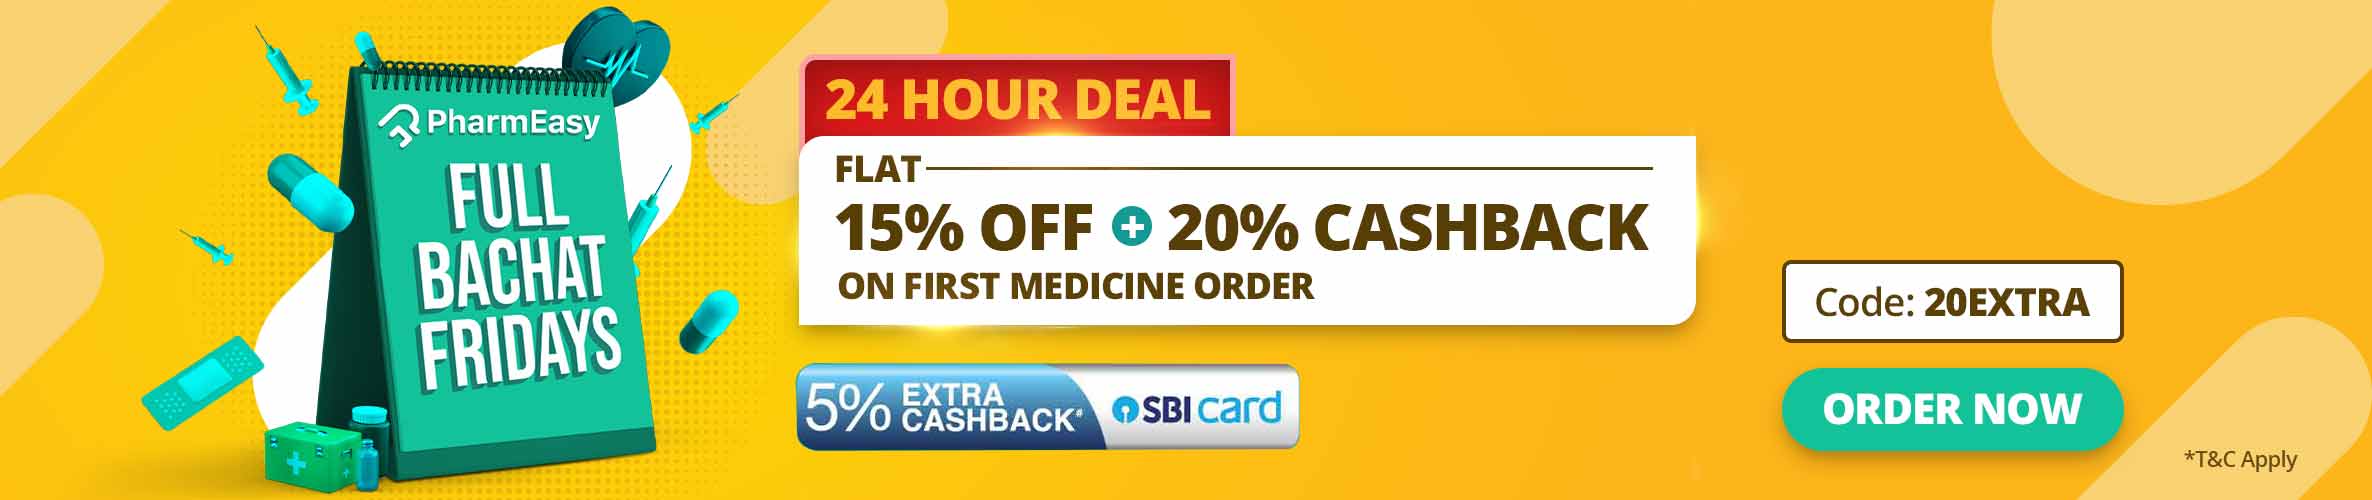 PharmEasy
FULL
BACHAT
FRIDAYS
24 HOUR DEAL
FLAT
15% OFF + 20% CASHBACK
ON FIRST MEDICINE ORDER
5% EXTRA
CASHBACK#
SBI card
Code: 20EXTRA
ORDER NOW
*T&C Apply